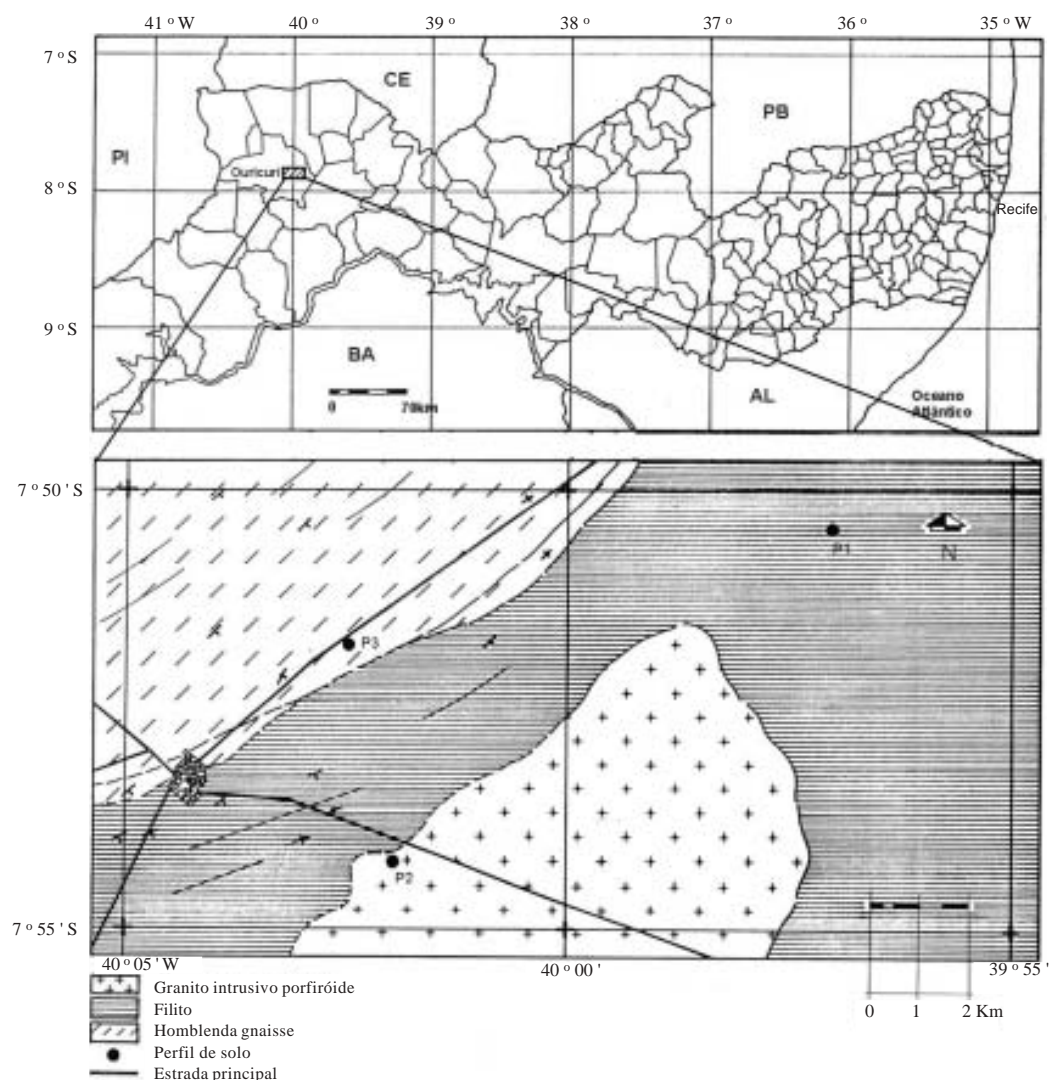 41 o W 40 o 39 o 38 o 37 o 36 o 35 o W
7 o S
CE
PB
PI
Ouricuri
8 o S
Recife
9 o S
BA
0 70km
AL
Oceano
Atlântico
7 o 50 ' S
P1
N
P3
P2
7 o 55 ' S
40 o 05 ' W 40 o 00 ' 39 o 55 '
Granito intrusivo porfiróide
Filito
Homblenda gnaisse
Perfil de solo
Estrada principal
0 1 2 Km